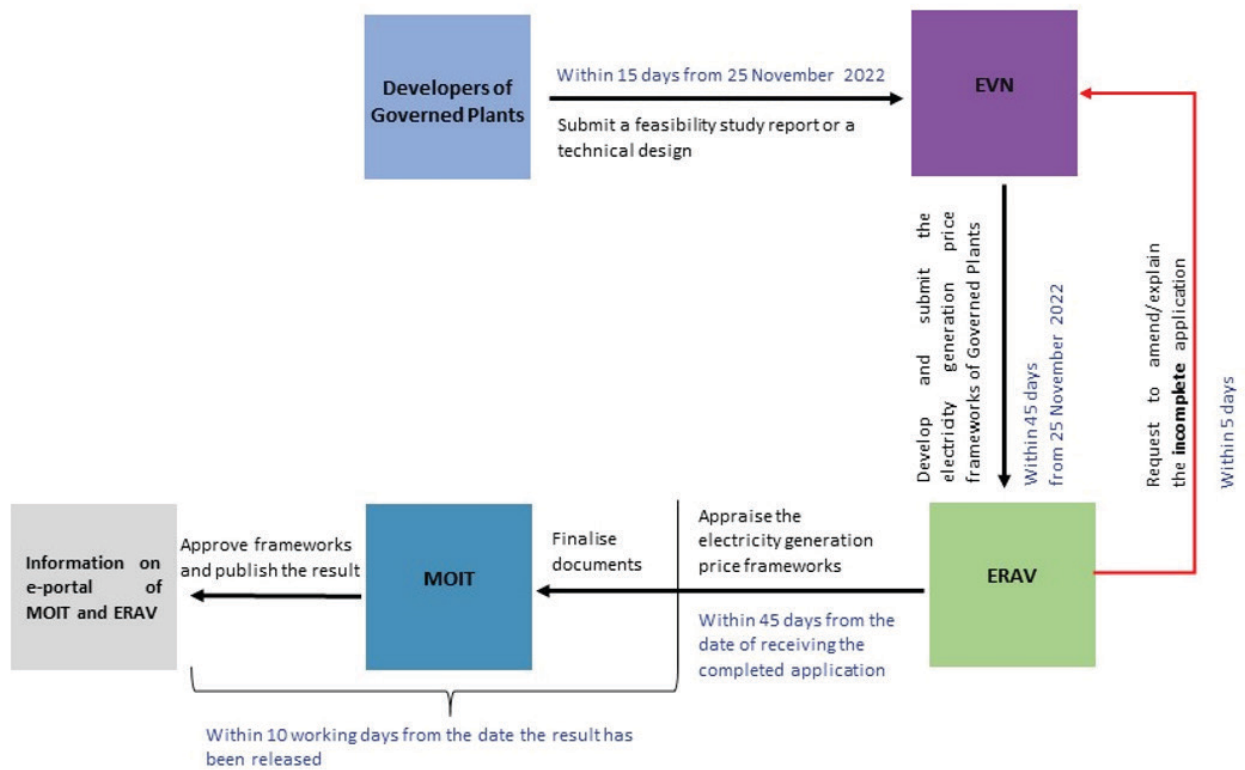 Developers of
Governed Plants
Within 15 days from 25 November 2022
Submit a feasibility study report or a
technical design
EVN
Develop and submit the
electricity generation price
frameworks of Governed Plants
Within 45 days
from 25 November 2022
Request to amend/explain
the incomplete application
Within 5 days
ERAV
Appraise the
electricity generation
price frameworks
Within 45 days from the
date of receiving the
completed application
Finalise
documents
MOIT
Approve frameworks
and publish the result
Information on
e-portal of
MOIT and ERAV
Within 10 working days from the date the result has
been released